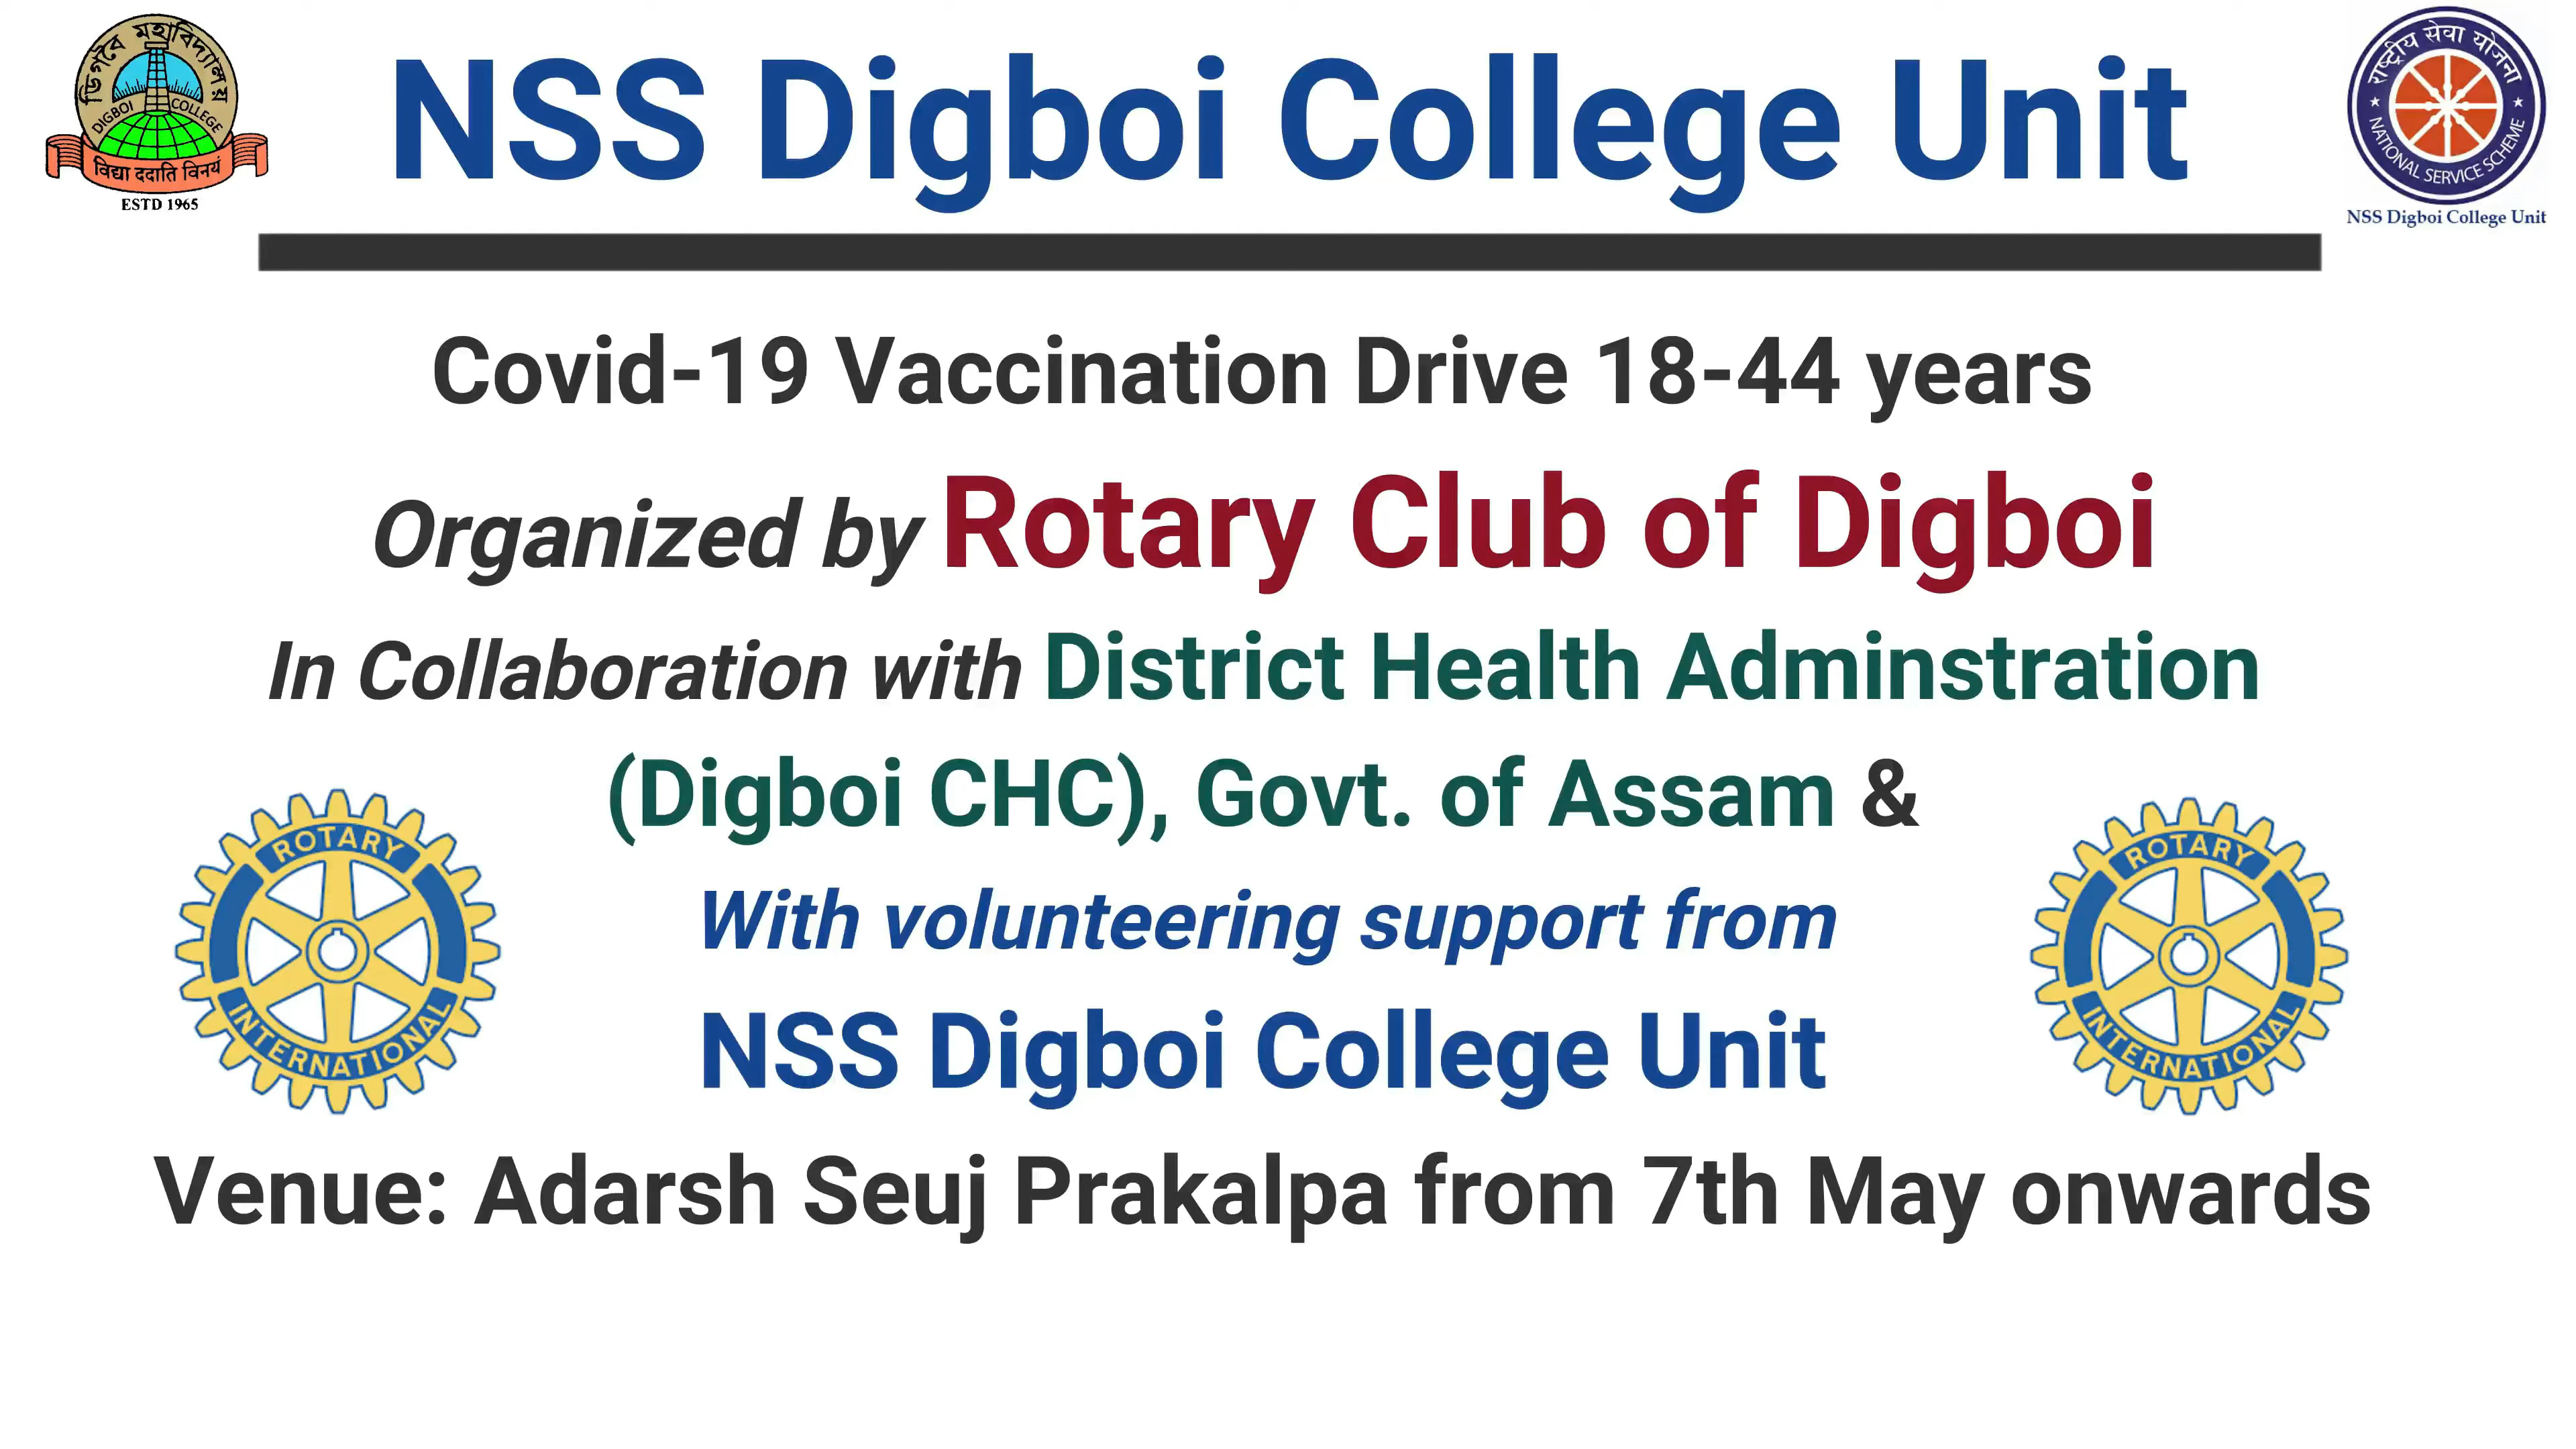 ডিগবৈ মহাবিদ্যালয়
DIGBOI COLLEGE
विद्या ददाति विनयं
ESTD 1965
NSS Digboi College Unit
राष्ट्रीय सेवा योजना
NATIONAL SERVICE SCHEME
NSS Digboi College Unit
Covid-19 Vaccination Drive 18-44 years
Organized by Rotary Club of Digboi
In Collaboration with District Health Adminstration
(Digboi CHC), Govt. of Assam &
With volunteering support from
NSS Digboi College Unit
ROTARY
INTERNATIONAL
ROTARY
INTERNATIONAL
Venue: Adarsh Seuj Prakalpa from 7th May onwards